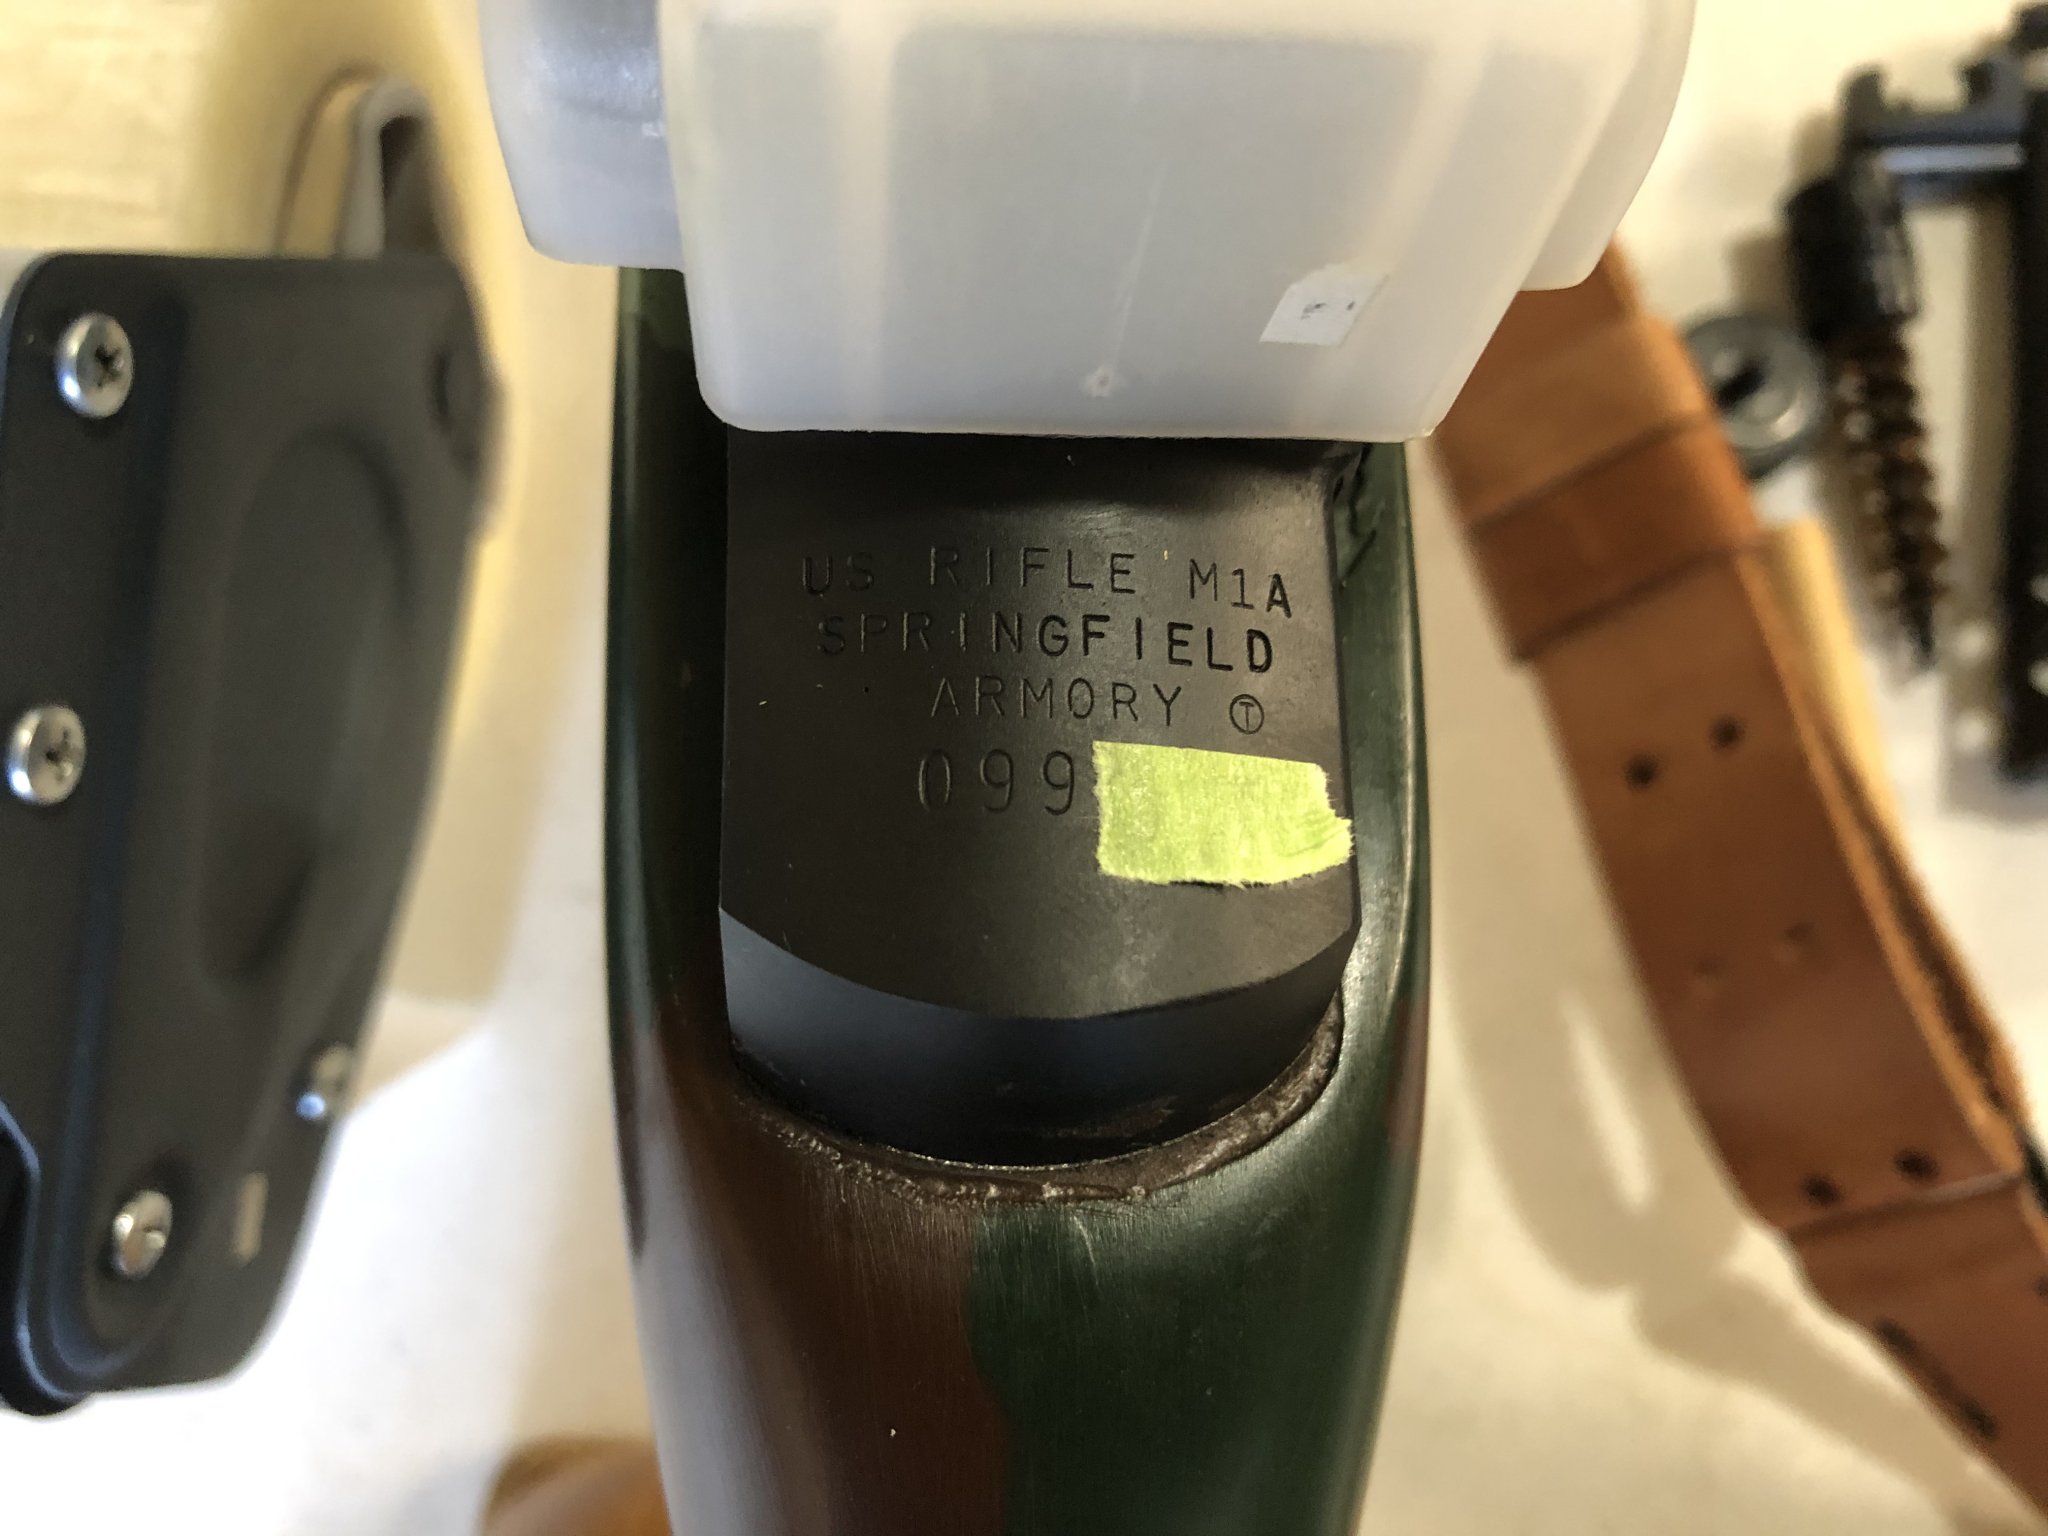 US RIFLE M1A
SPRINGFIELD
ARMORY Ⓣ
099